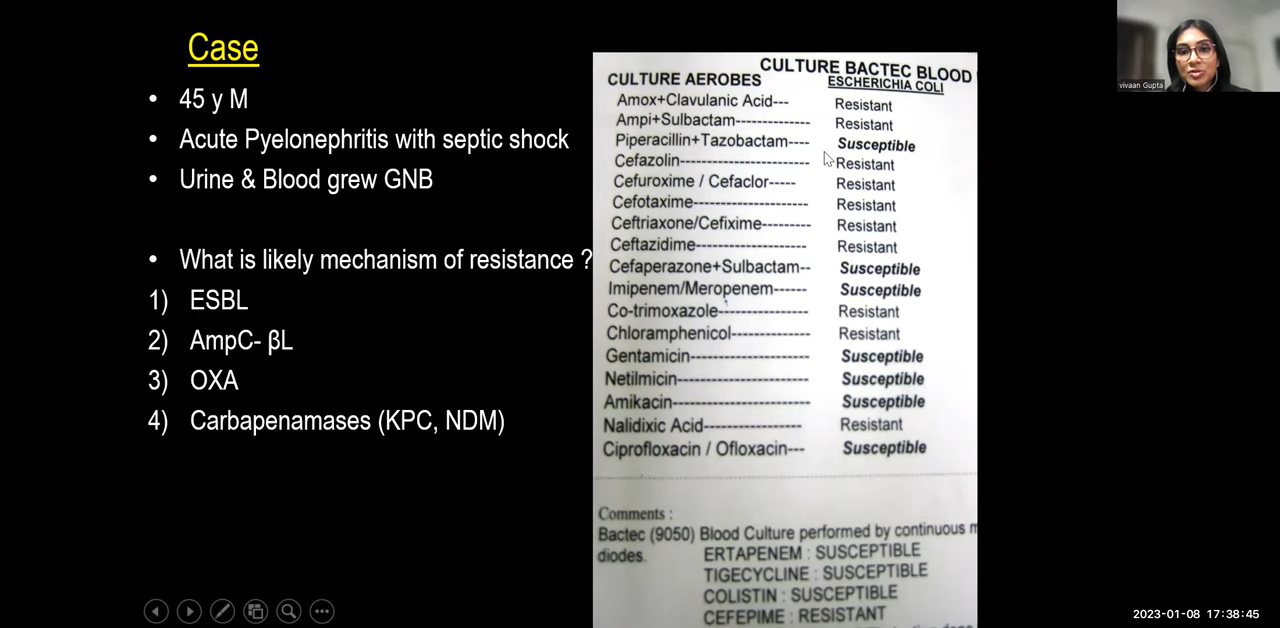 Case
• 45 y M
• Acute Pyelonephritis with septic shock
• Urine & Blood grew GNB
• What is likely mechanism of resistance ?
1) ESBL
2) AmpC- βL
3) OXA
4) Carbapenamases (KPC, NDM)
CULTURE BACTEC BLOOD
CULTURE AEROBES ESCHERICHIA COLI
Amox+Clavulanic Acid--- Resistant
Ampi+Sulbactam------------- Resistant
Piperacillin+Tazobactam---- Susceptible
Cefazolin----------------------- Resistant
Cefuroxime / Cefaclor----- Resistant
Cefotaxime-------------------- Resistant
Ceftriaxone/Cefixime--------- Resistant
Ceftazidime-------------------- Resistant
Cefaperazone+Sulbactam-- Susceptible
Imipenem/Meropenem------ Susceptible
Co-trimoxazole---------------- Resistant
Chloramphenicol-------------- Resistant
Gentamicin--------------------- Susceptible
Netilmicin----------------------- Susceptible
Amikacin------------------------ Susceptible
Nalidixic Acid------------------ Resistant
Ciprofloxacin / Ofloxacin--- Susceptible
Comments :
Bactec (9050) Blood Culture performed by continuous
diodes. ERTAPENEM : SUSCEPTIBLE
TIGECYCLINE : SUSCEPTIBLE
COLISTIN : SUSCEPTIBLE
CEFEPIME : RESISTANT
vivaan Gupta
2023-01-08 17:38:45